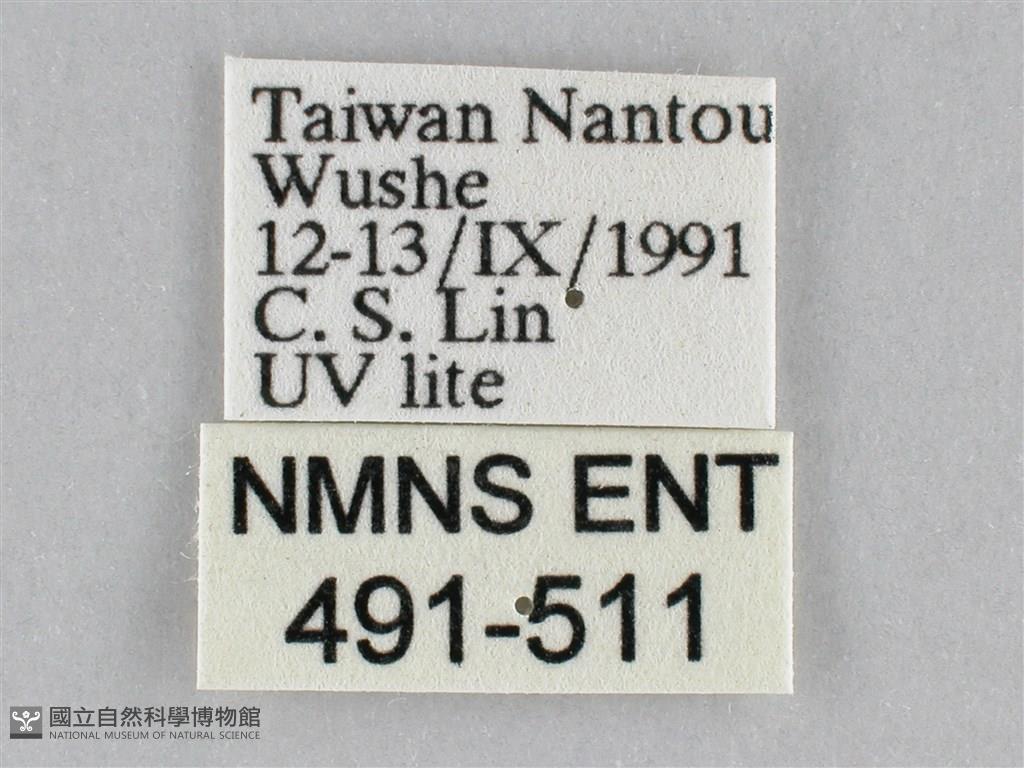 Taiwan Nantou
Wushe
12-13/IX/1991
C. S. Lin
UV lite
NMNS ENT
491-511
國立自然科學博物館
NATIONAL MUSEUM OF NATURAL SCIENCE